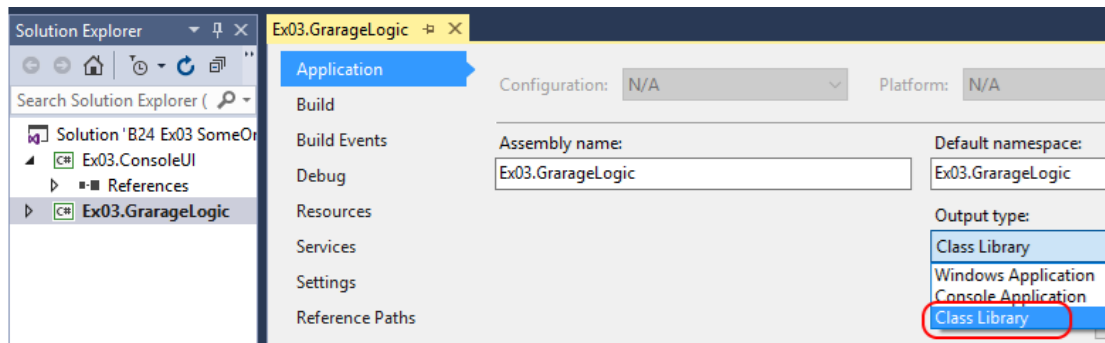 Solution Explorer
Search Solution Explorer (
Solution 'B24 Ex03 SomeOr
C# Ex03.ConsoleUI
References
C# Ex03.GrarageLogic
Ex03.GrarageLogic
Application
Build
Build Events
Debug
Resources
Services
Settings
Reference Paths
Configuration: N/A Platform: N/A
Assembly name: Default namespace:
Ex03.GrarageLogic Ex03.GrarageLogic
Output type:
Class Library
Windows Application
Console Application
Class Library